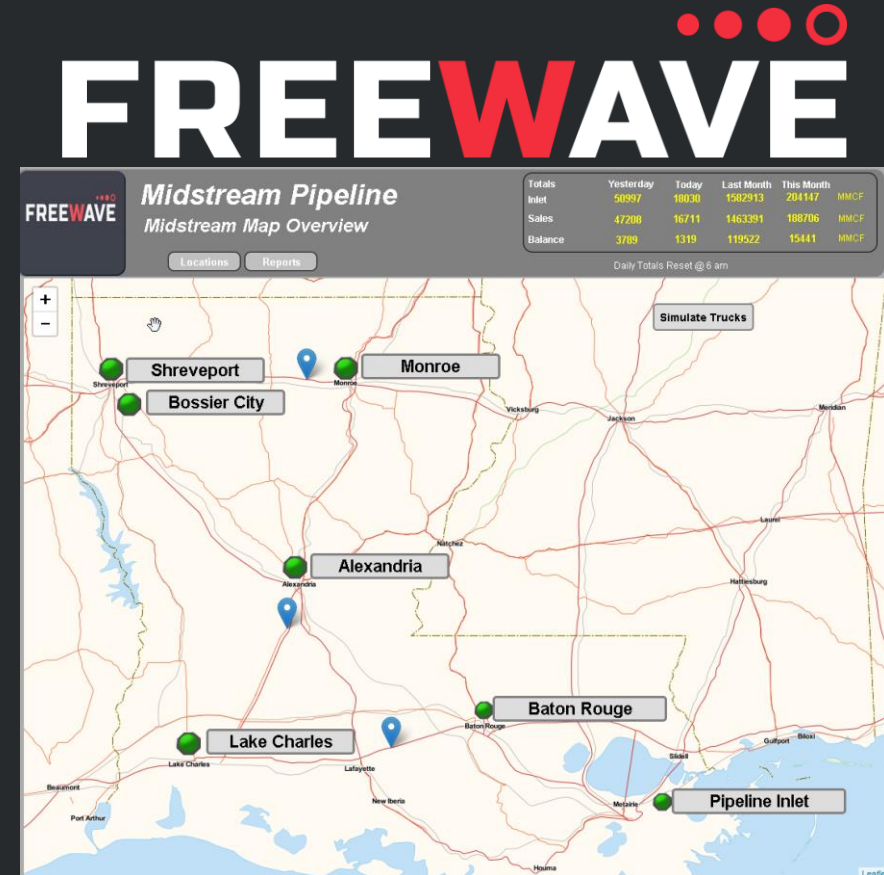 FREEWAVE
FREEWAVE
Midstream Pipeline
Midstream Map Overview
Locations Reports
Totals Yesterday Today Last Month This Month
Inlet 50997 18030 1582913 204147 MMCF
Sales 47208 16711 1463391 188706 MMCF
Balance 3789 1319 119522 15441 MMCF
Daily Totals Reset @ 6 am
+
-
Simulate Trucks
Shreveport
Monroe
Shreveport
Monroe
Bossier City
Vicksburg
Jackson
Meridian
Laurel
Natchez
Alexandria
Alexandria
Hattiesburg
Baton Rouge
Baton Rouge
Lake Charles
Lake Charles
Lafayette
Slidell
Gulfport
Biloxi
Beaumont
New Iberia
Metairie
Pipeline Inlet
Port Arthur
Houma